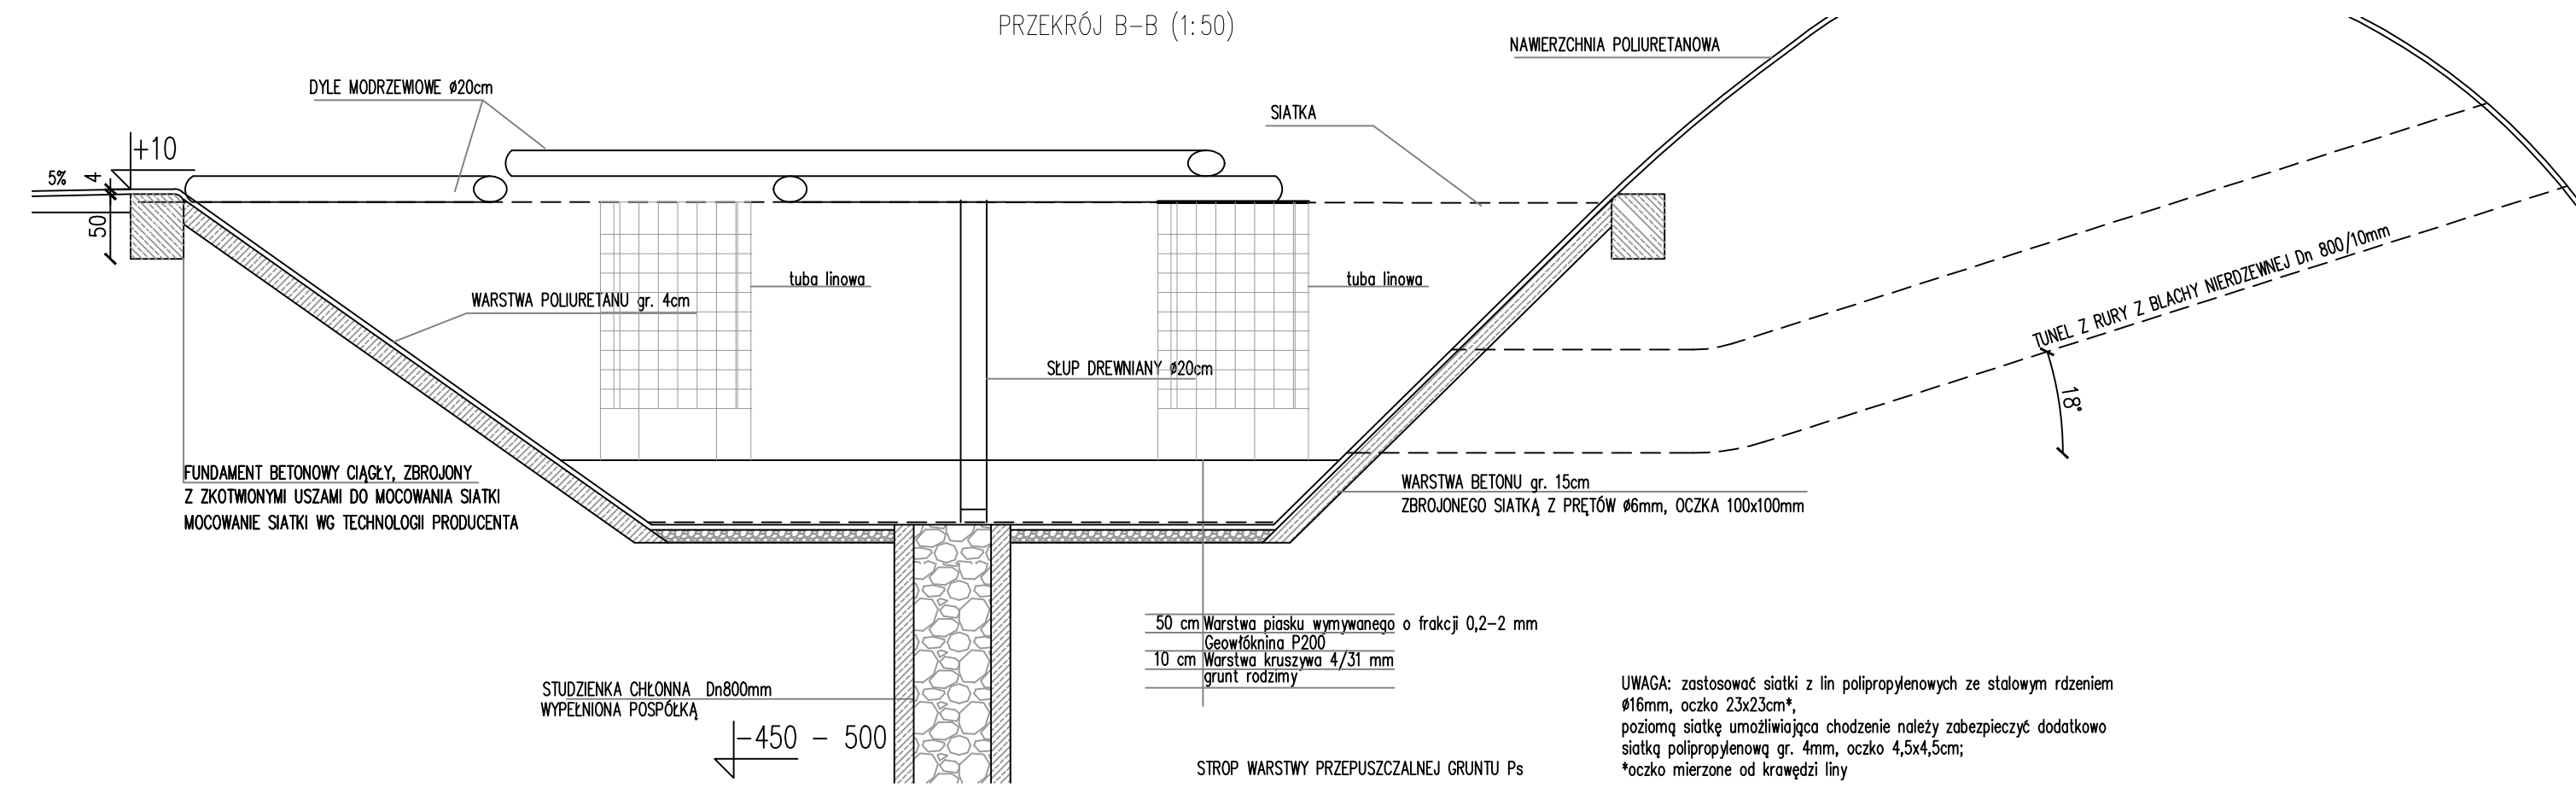 PRZEKRÓJ B-B (1:50)
NAWIERZCHNIA POLIURETANOWA
DYLE MODRZEWIOWE ø20cm
SIATKA
+10
5%
4
50
tuba linowa
tuba linowa
WARSTWA POLIURETANU gr. 4cm
SŁUP DREWNIANY ø20cm
TUNEL Z RURY Z BLACHY NIERDZEWNEJ Dn 800/10mm
18°
FUNDAMENT BETONOWY CIĄGŁY, ZBROJONY
Z ZKOTWIONYMI USZAMI DO MOCOWANIA SIATKI
MOCOWANIE SIATKI WG TECHNOLOGII PRODUCENTA
WARSTWA BETONU gr. 15cm
ZBROJONEGO SIATKĄ Z PRĘTÓW ø6mm, OCZKA 100x100mm
50 cm Warstwa piasku wymywanego o frakcji 0,2-2 mm
Geowłóknina P200
10 cm Warstwa kruszywa 4/31 mm
grunt rodzimy
STUDZIENKA CHŁONNA Dn800mm
WYPEŁNIONA POSPÓŁKĄ
-450 - 500
STROP WARSTWY PRZEPUSZCZALNEJ GRUNTU Ps
UWAGA: zastosować siatki z lin polipropylenowych ze stalowym rdzeniem
ø16mm, oczko 23x23cm*,
poziomą siatkę umożliwiająca chodzenie należy zabezpieczyć dodatkowo
siatką polipropylenową gr. 4mm, oczko 4,5x4,5cm;
*oczko mierzone od krawędzi liny